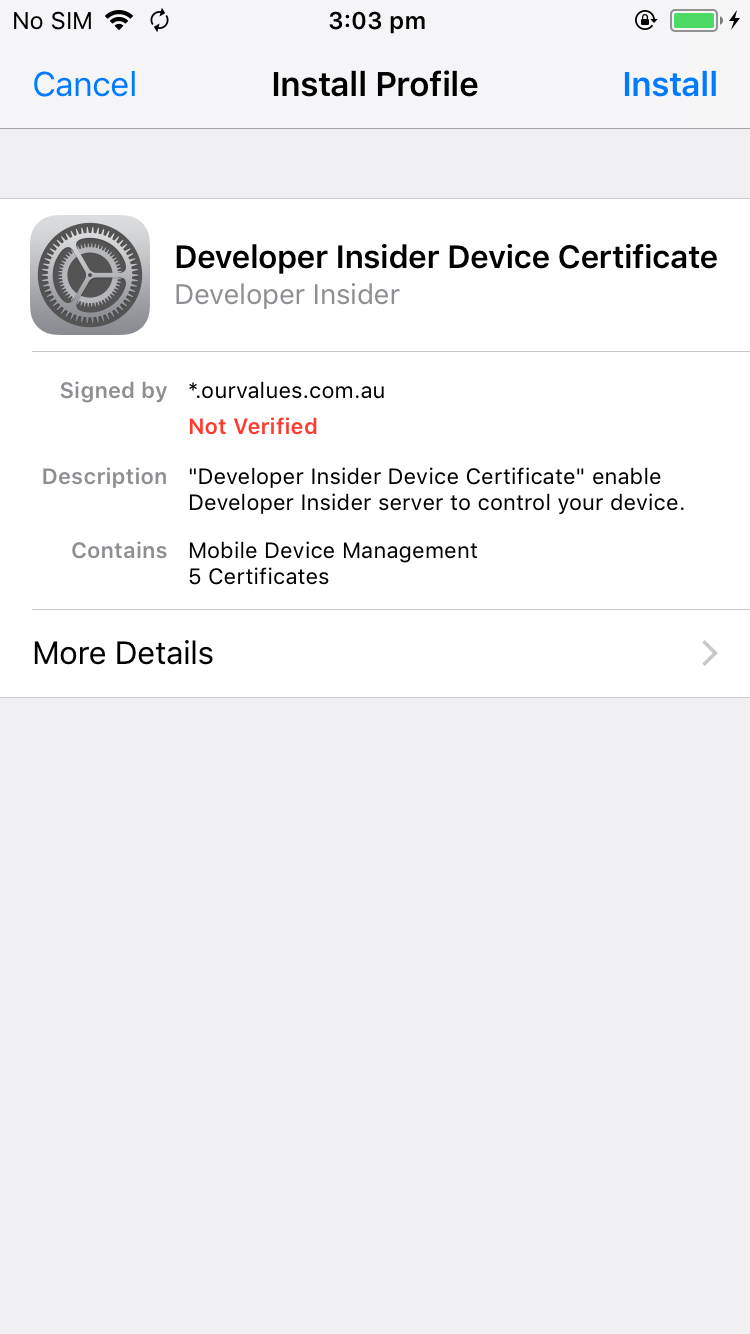 No SIM 3:03 pm
Cancel Install Profile Install
Developer Insider Device Certificate
Developer Insider
Signed by *.ourvalues.com.au
Not Verified
Description "Developer Insider Device Certificate" enable
Developer Insider server to control your device.
Contains Mobile Device Management
5 Certificates
More Details